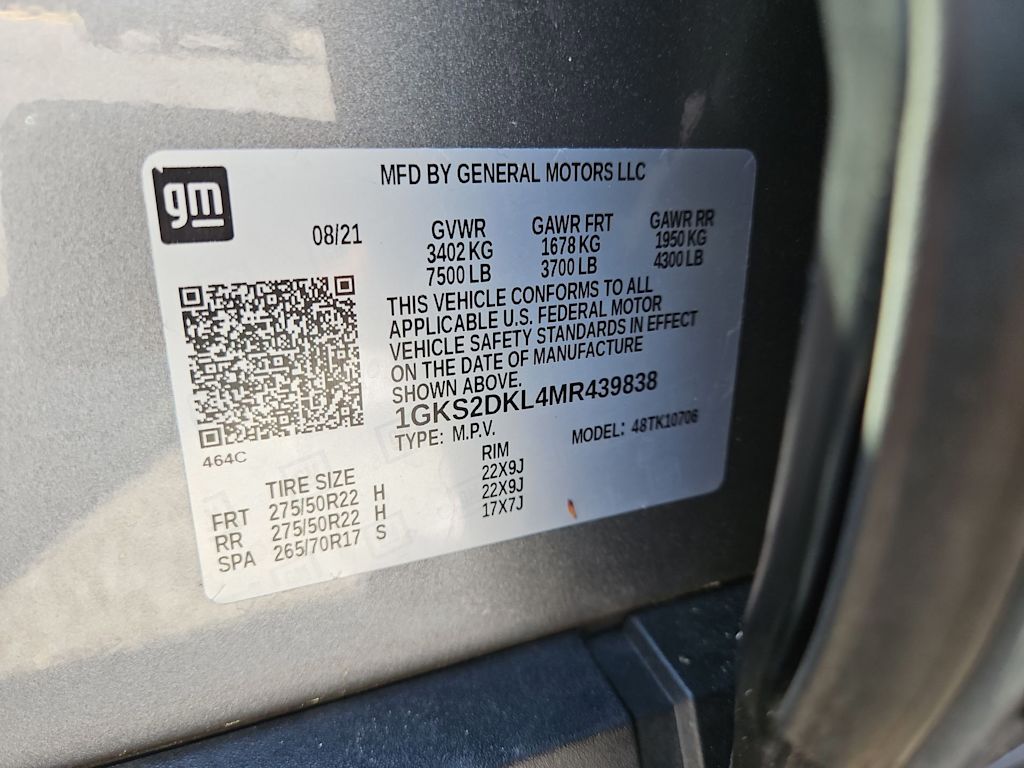 gm
MFD BY GENERAL MOTORS LLC
08/21
GVWR GAWR FRT GAWR RR
3402 KG 1678 KG 1950 KG
7500 LB 3700 LB 4300 LB
THIS VEHICLE CONFORMS TO ALL
APPLICABLE U.S. FEDERAL MOTOR
VEHICLE SAFETY STANDARDS IN EFFECT
ON THE DATE OF MANUFACTURE
SHOWN ABOVE.
1GKS2DKL4MR439838
TYPE: M.P.V. MODEL: 48TK10706
464C
TIRE SIZE RIM
FRT 275/50R22 H 22X9J
RR 275/50R22 H 22X9J
SPA 265/70R17 S 17X7J